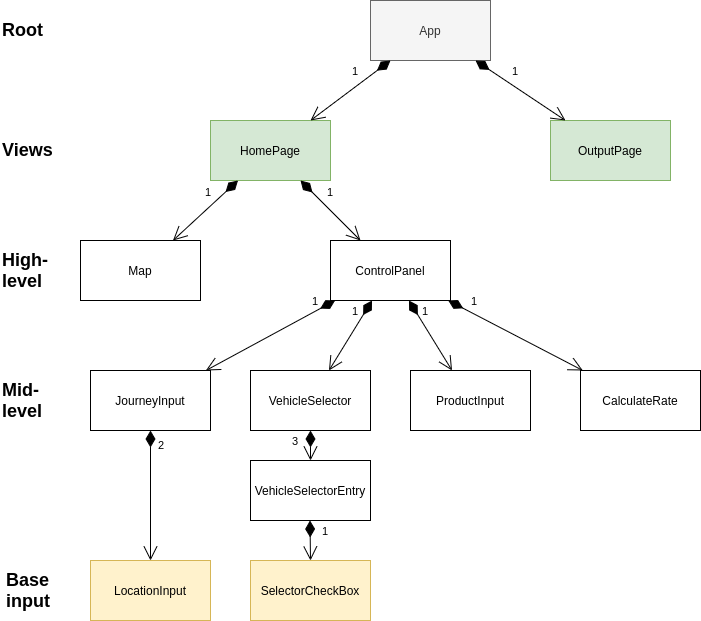 Root
App
1
1
Views
HomePage
OutputPage
1
1
High-
level
Map
ControlPanel
1
1
1
1
Mid-
level
JourneyInput
VehicleSelector
ProductInput
CalculateRate
2
3
VehicleSelectorEntry
1
Base
input
LocationInput
SelectorCheckBox